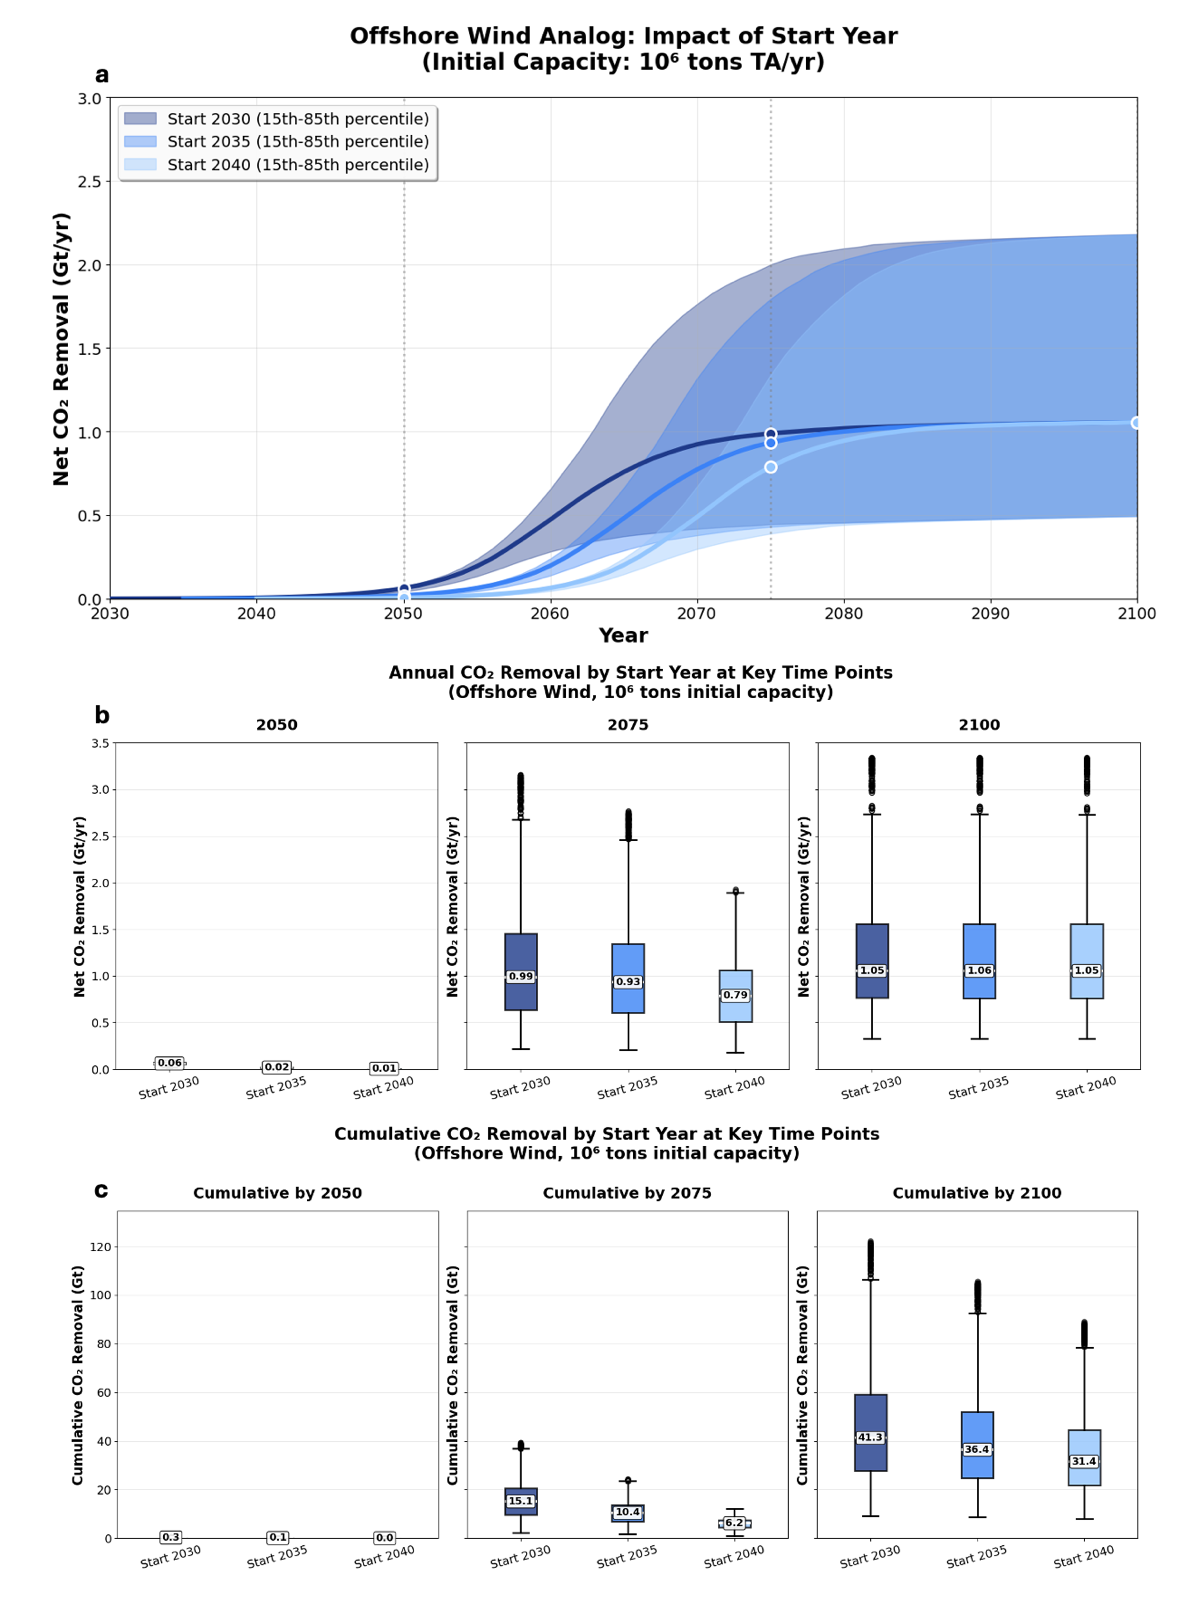 Offshore Wind Analog: Impact of Start Year
(Initial Capacity: 10⁶ tons TA/yr)
a
Start 2030 (15th-85th percentile)
Start 2035 (15th-85th percentile)
Start 2040 (15th-85th percentile)
Net CO₂ Removal (Gt/yr)
3.0
2.5
2.0
1.5
1.0
0.5
0.0
2030 2040 2050 2060 2070 2080 2090 2100
Year
Annual CO₂ Removal by Start Year at Key Time Points
(Offshore Wind, 10⁶ tons initial capacity)
b
2050
2075
2100
Net CO₂ Removal (Gt/yr)
3.5
3.0
2.5
2.0
1.5
1.0
0.5
0.0
0.06
0.02
0.01
Start 2030
Start 2035
Start 2040
Net CO₂ Removal (Gt/yr)
0.99
0.93
0.79
Start 2030
Start 2035
Start 2040
Net CO₂ Removal (Gt/yr)
1.05
1.06
1.05
Start 2030
Start 2035
Start 2040
Cumulative CO₂ Removal by Start Year at Key Time Points
(Offshore Wind, 10⁶ tons initial capacity)
c
Cumulative by 2050
Cumulative by 2075
Cumulative by 2100
Cumulative CO₂ Removal (Gt)
120
100
80
60
40
20
0
0.3
0.1
0.0
Start 2030
Start 2035
Start 2040
Cumulative CO₂ Removal (Gt)
15.1
10.4
6.2
Start 2030
Start 2035
Start 2040
Cumulative CO₂ Removal (Gt)
41.3
36.4
31.4
Start 2030
Start 2035
Start 2040